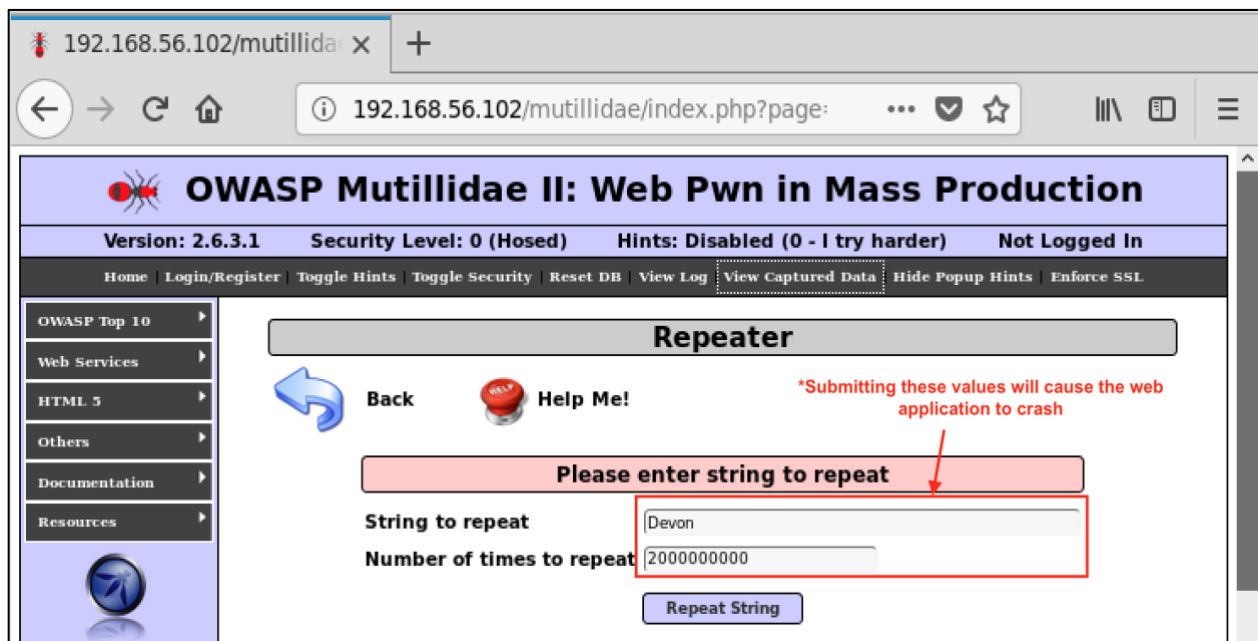 192.168.56.102/mutillida
192.168.56.102/mutillidae/index.php?page=
OWASP Mutillidae II: Web Pwn in Mass Production
Version: 2.6.3.1 Security Level: 0 (Hosed) Hints: Disabled (0 - I try harder) Not Logged In
Home | Login/Register | Toggle Hints | Toggle Security | Reset DB | View Log | View Captured Data | Hide Popup Hints | Enforce SSL
OWASP Top 10
Web Services
HTML 5
Others
Documentation
Resources
Repeater
Back
HELP
Help Me!
*Submitting these values will cause the web
application to crash
Please enter string to repeat
String to repeat Devon
Number of times to repeat 2000000000
Repeat String